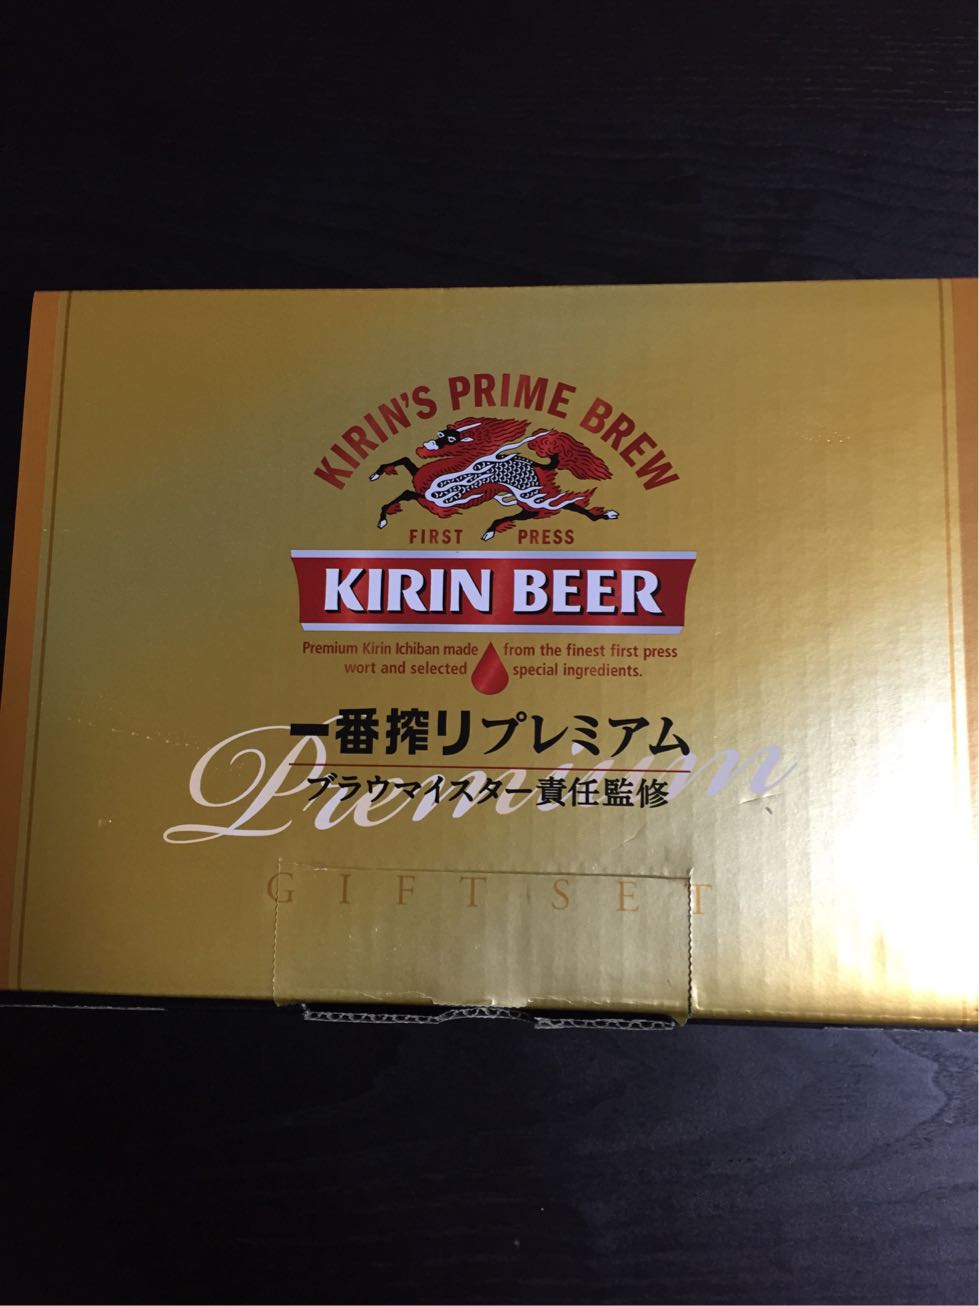 KIRIN'S PRIME BREW
FIRST PRESS
KIRIN BEER
Premium Kirin Ichiban made from the finest first press
wort and selected special ingredients.
一番搾りプレミアム
Premium
ブラウマイスター責任監修
GIFT SET